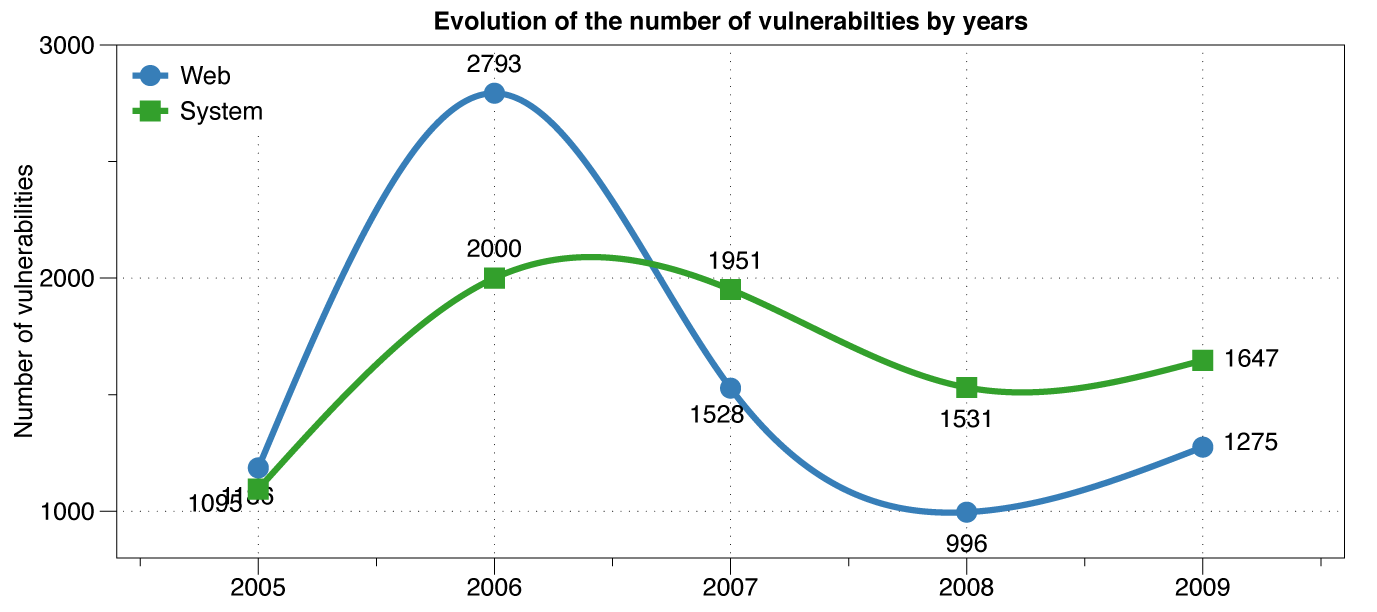 Evolution of the number of vulnerabilties by years
Number of vulnerabilities
3000
2000
1000
Web
System
2793
2000
1951
1528
1531
996
1647
1275
1095
1186
2005 2006 2007 2008 2009